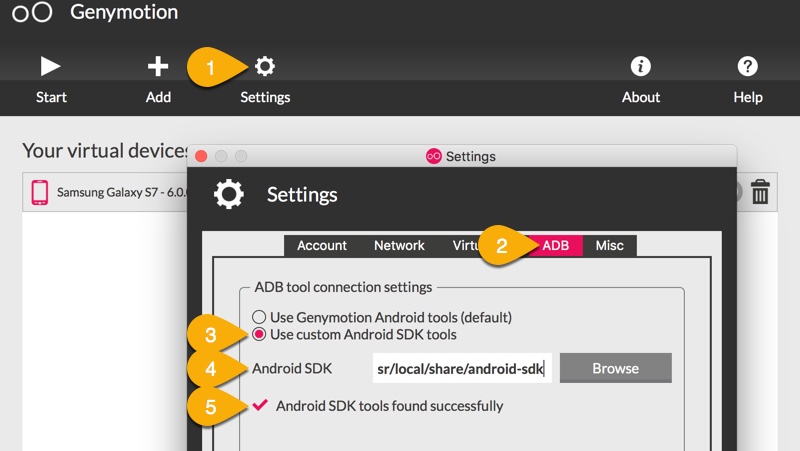 Genymotion
1
Start
Add
Settings
About
Help
Your virtual devices
Samsung Galaxy S7 - 6.0.0
Settings
Settings
Account
Network
2
ADB
Misc
ADB tool connection settings
Use Genymotion Android tools (default)
3
Use custom Android SDK tools
4
Android SDK
sr/local/share/android-sdk
Browse
5
Android SDK tools found successfully